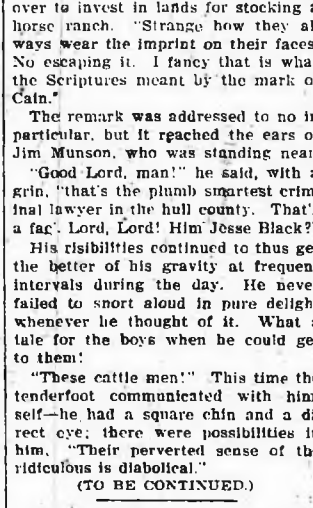 over to invest in lands for stocking a
horse ranch. "Strange how they al
ways wear the imprint on their faces
No escaping it. I fancy that is wha
the Scriptures meant by the mark o
Cain."
The remark was addressed to no i
particular, but it reached the ears o
Jim Munson, who was standing near
"Good Lord, man!" he said, with a
grin, "that's the plumb smartest crim
inal lawyer in the hull county. That'
a fac'. Lord, Lord! Him Jesse Black?"
His risibilities continued to thus ge
the better of his gravity at frequen
intervals during the day. He neve
failed to snort aloud in pure deligh
whenever he thought of it. What a
tale for the boys when he could ge
to them!
"These cattle men!" This time th
tenderfoot communicated with him
self—he had a square chin and a di
rect eye; there were possibilities i
him. "Their perverted sense of th
ridiculous is diabolical."
(TO BE CONTINUED.)